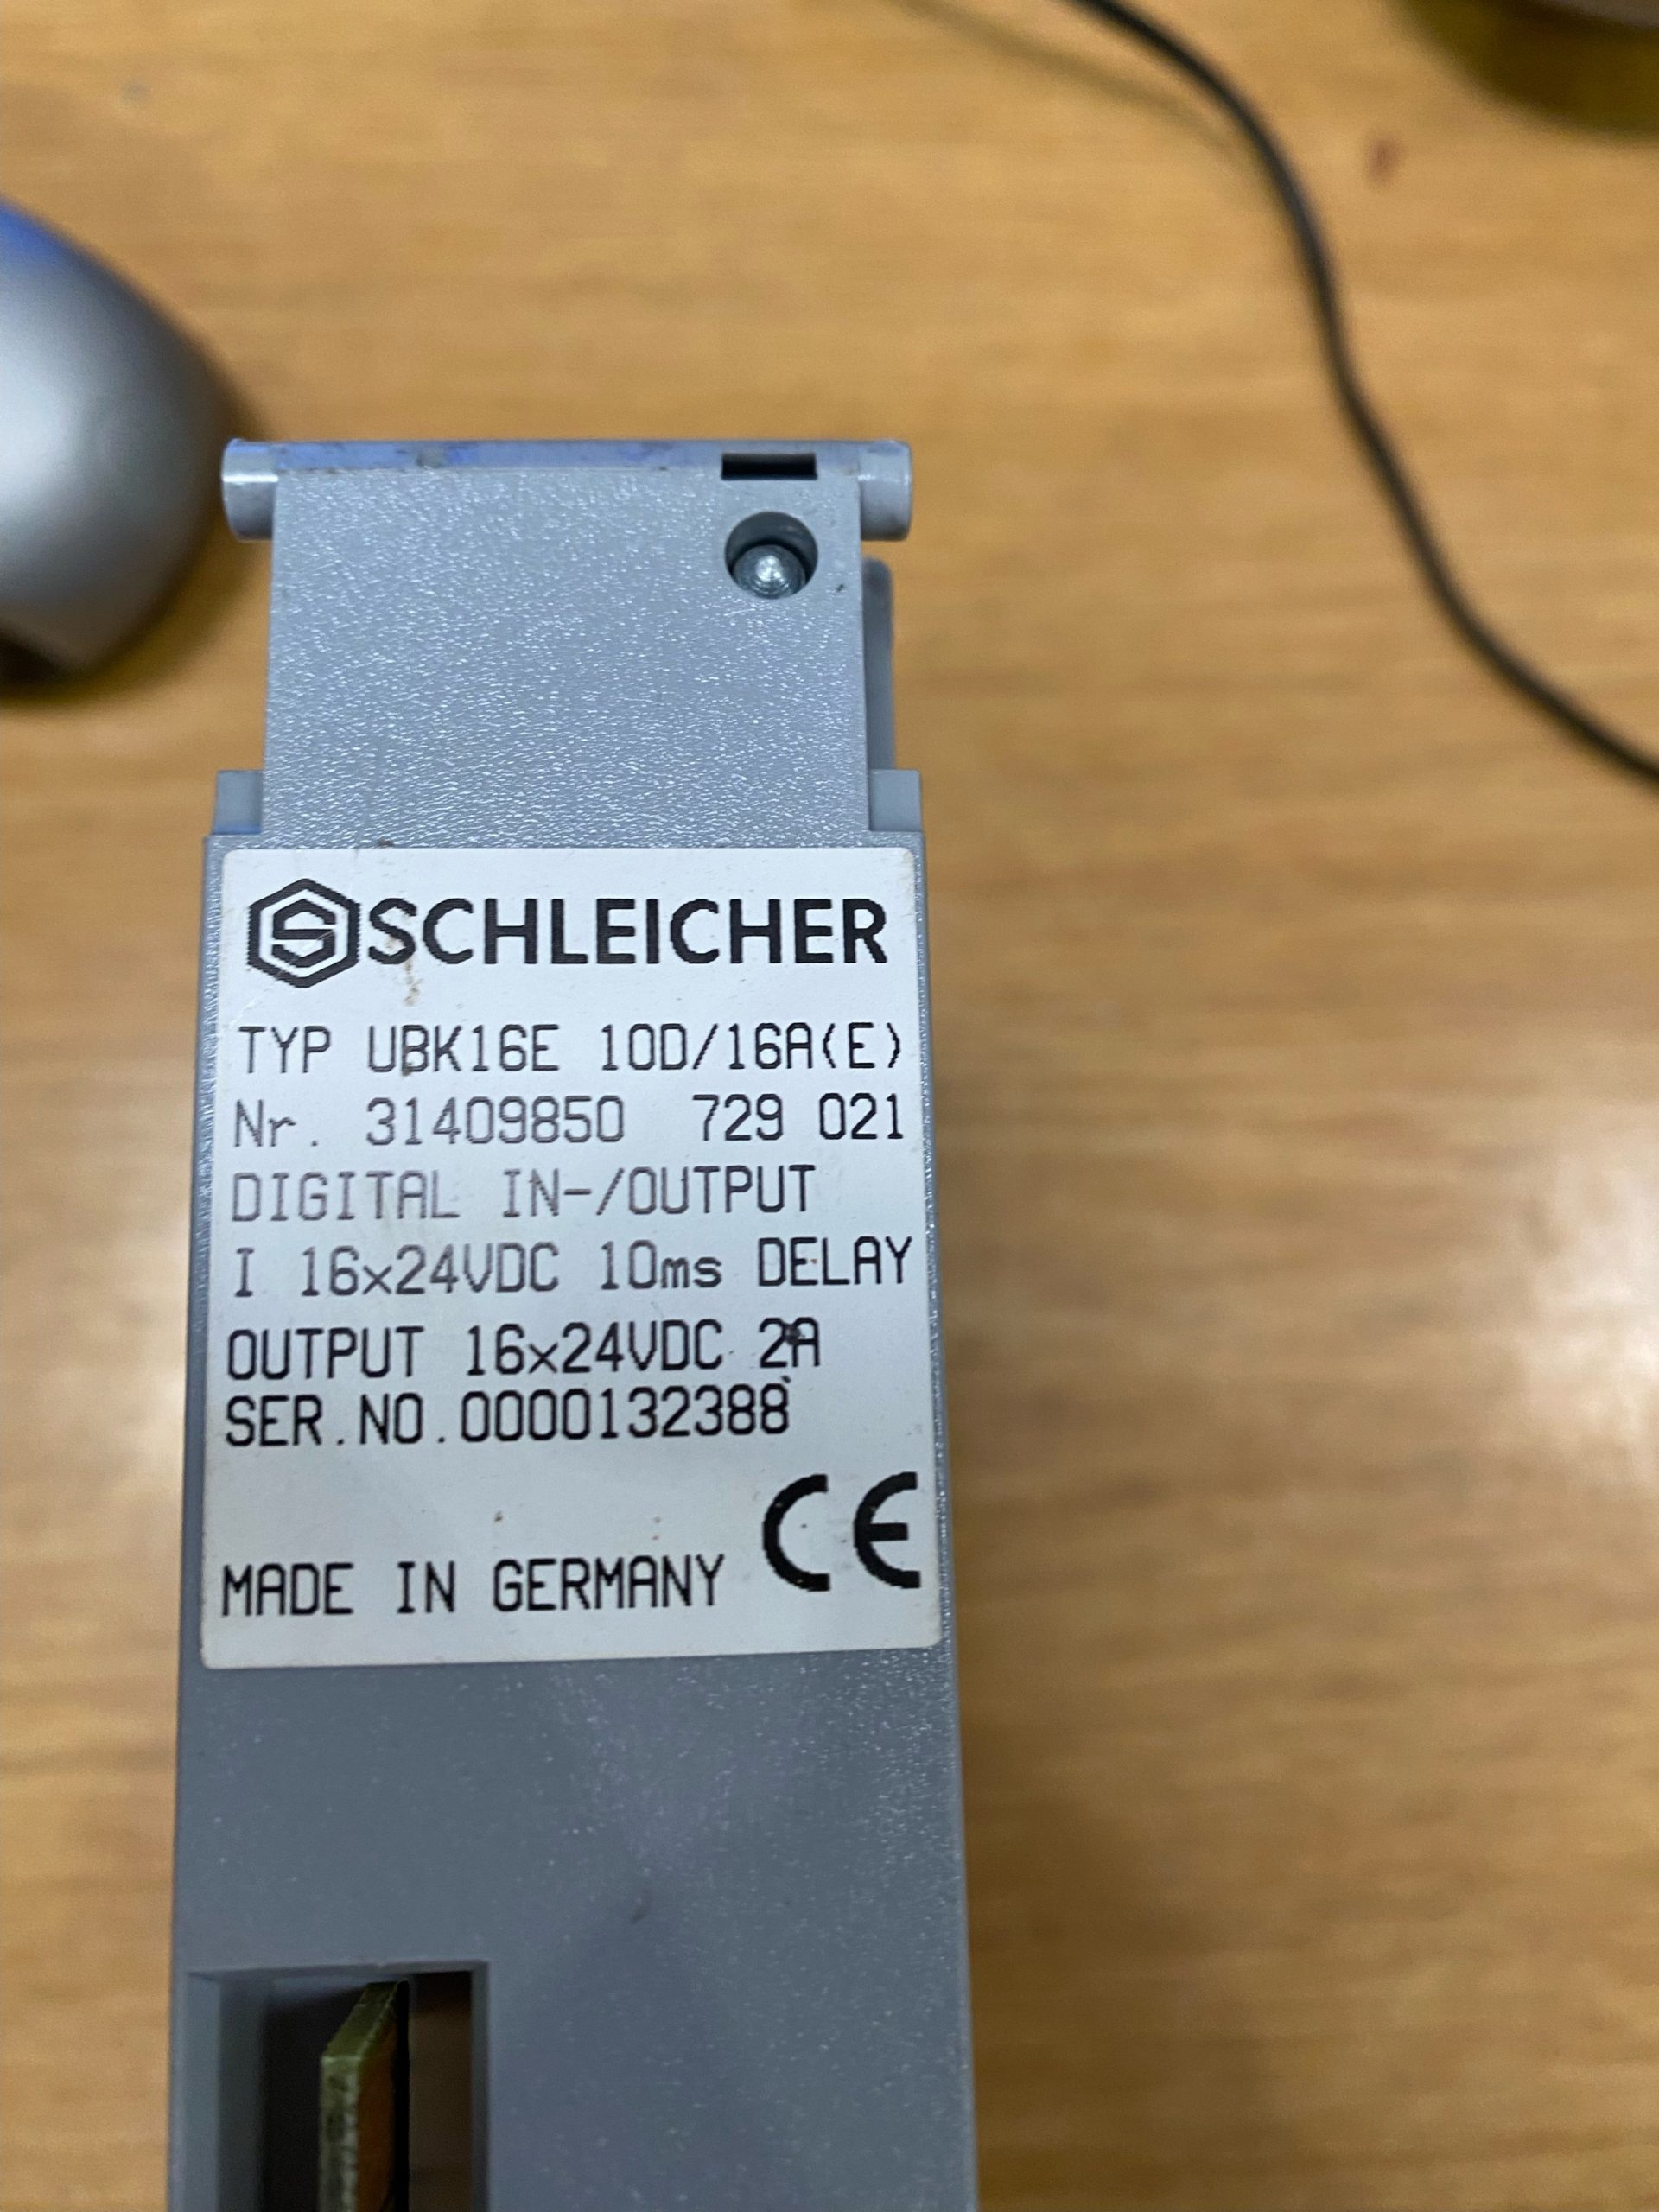 SCHLEICHER
TYP UBK16E 10D/16A(E)
Nr. 31409850 729 021
DIGITAL IN-/OUTPUT
I 16x24VDC 10ms DELAY
OUTPUT 16x24VDC 2A
SER.NO.0000132388
CE
MADE IN GERMANY